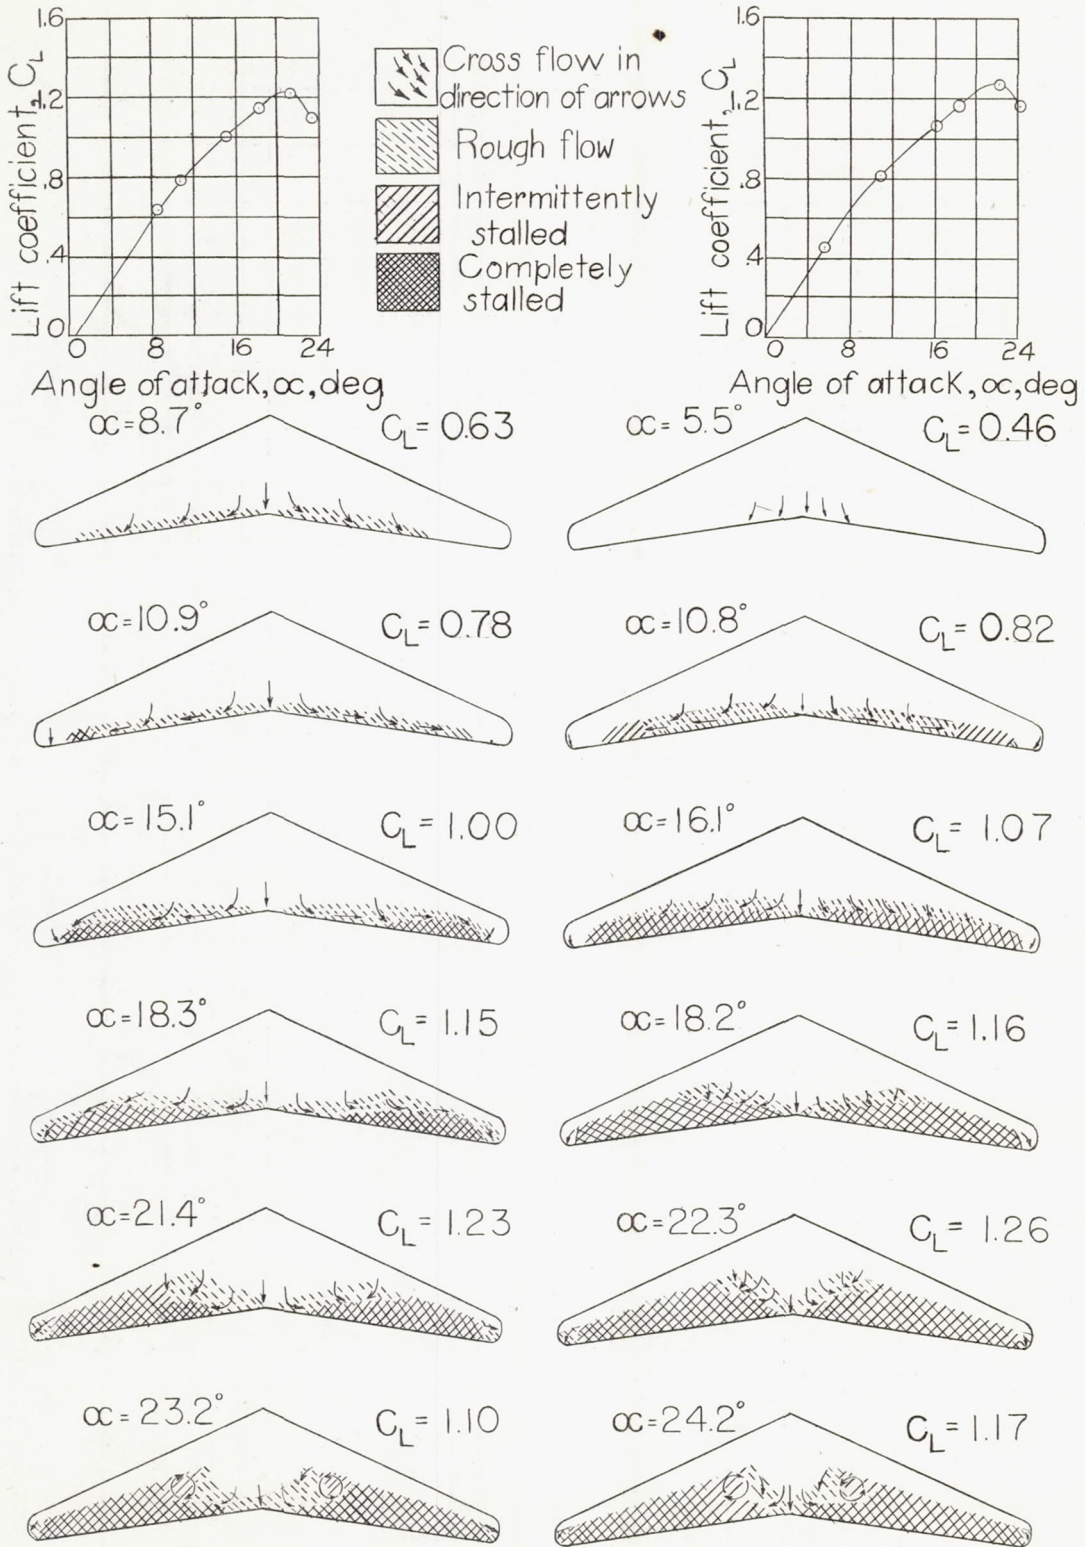 1.6
1.2
.8
.4
0
Lift coefficient, C_L
0 8 16 24
Angle of attack, α, deg
Cross flow in
direction of arrows
Rough flow
Intermittently
stalled
Completely
stalled
1.6
1.2
.8
.4
0
Lift coefficient, C_L
0 8 16 24
Angle of attack, α, deg
α=8.7° C_L= 0.63
α= 5.5° C_L= 0.46
α=10.9° C_L= 0.78
α=10.8° C_L= 0.82
α=15.1° C_L= 1.00
α=16.1° C_L= 1.07
α=18.3° C_L= 1.15
α=18.2° C_L= 1.16
α=21.4° C_L= 1.23
α=22.3° C_L= 1.26
α=23.2° C_L= 1.10
α=24.2° C_L= 1.17